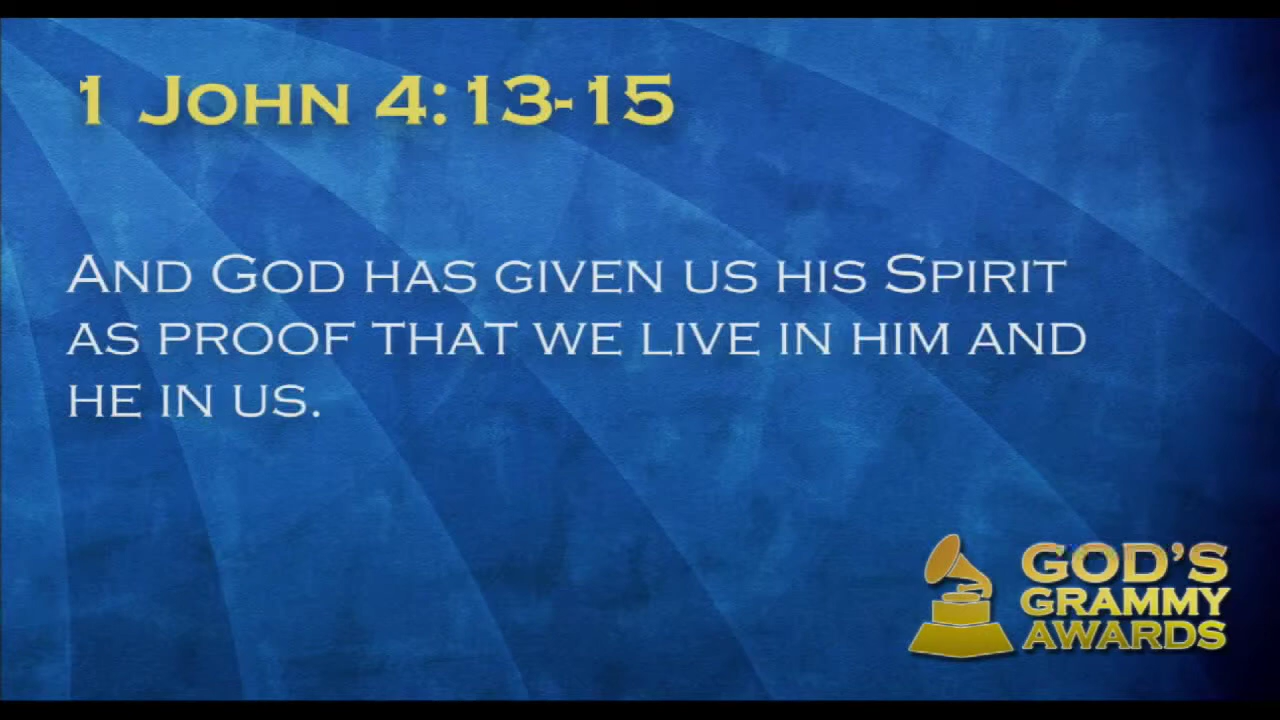 1 John 4:13-15
And God has given us his Spirit
as proof that we live in him and
he in us.
GOD'S
GRAMMY
AWARDS